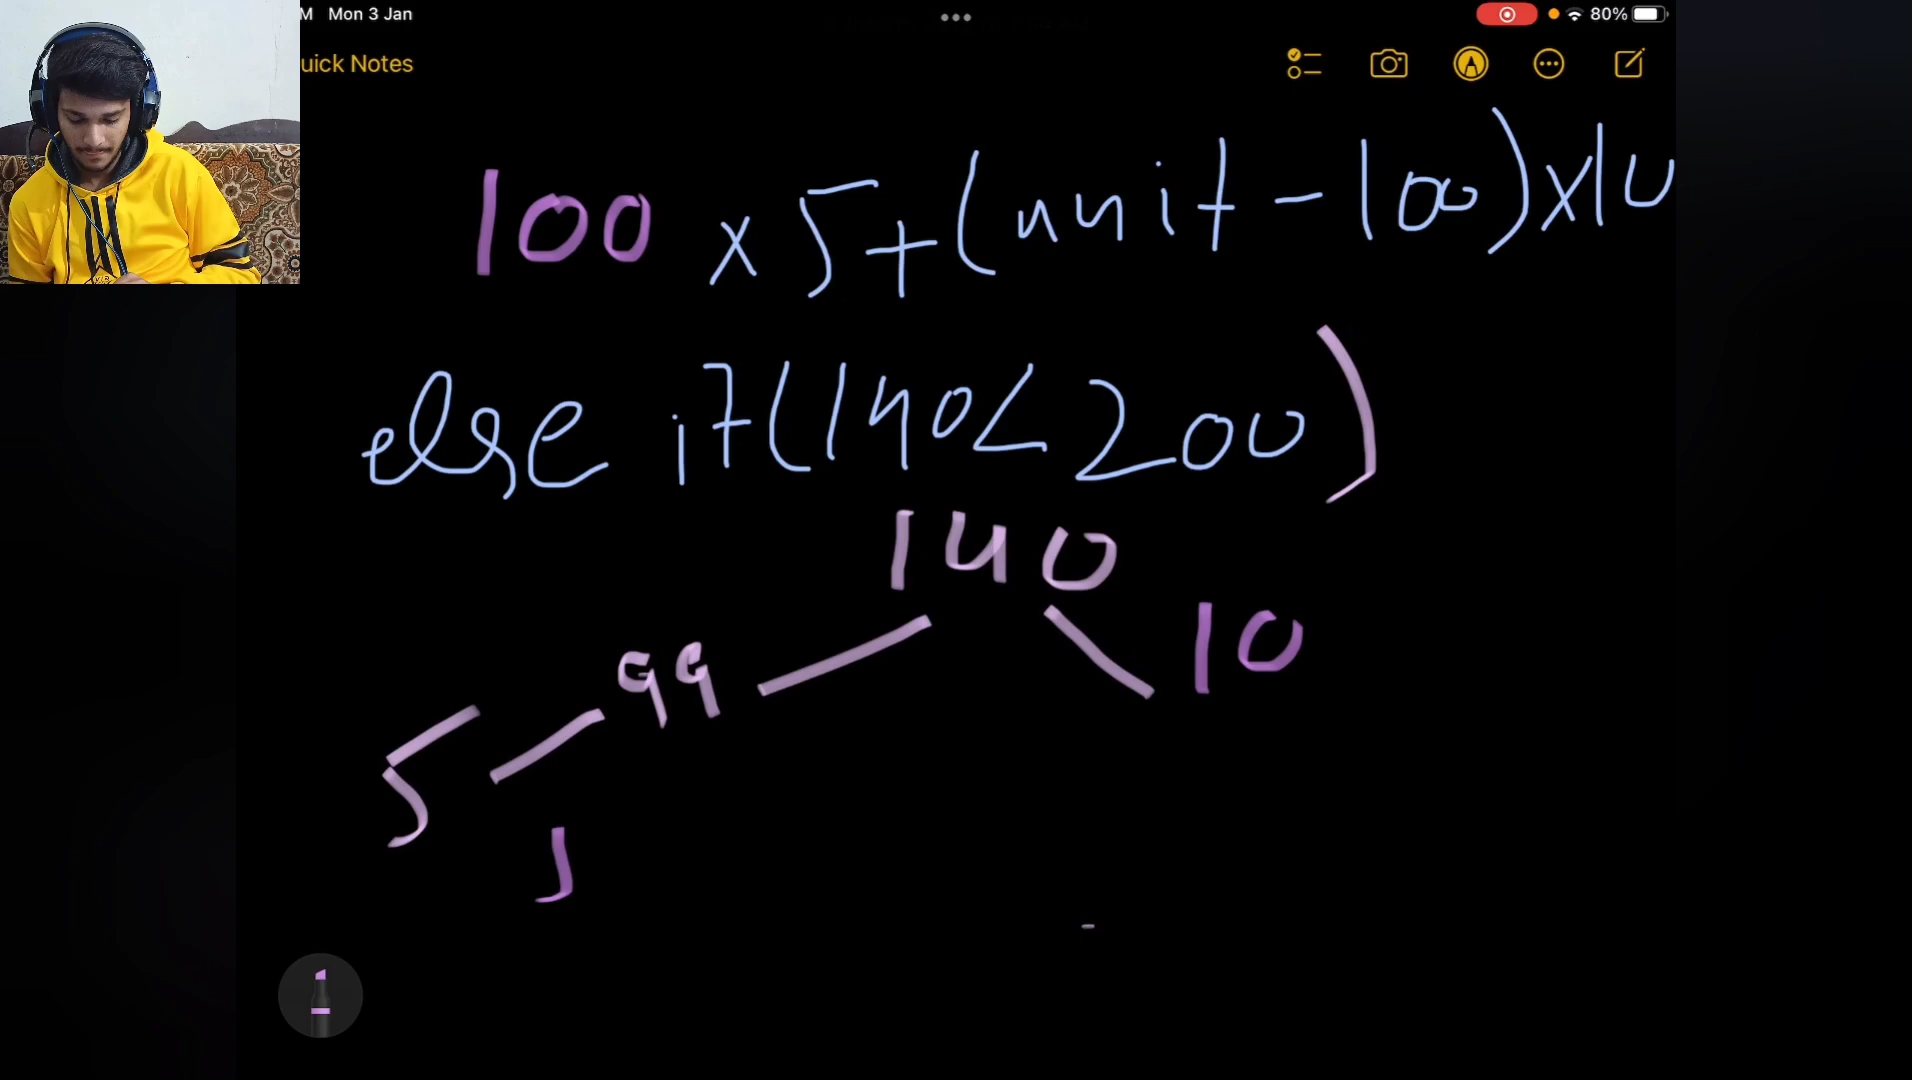 M Mon 3 Jan
80%
uick Notes
100 x 5 + (unit - 100) x 10
else if (140 < 200)
140
99
10
5